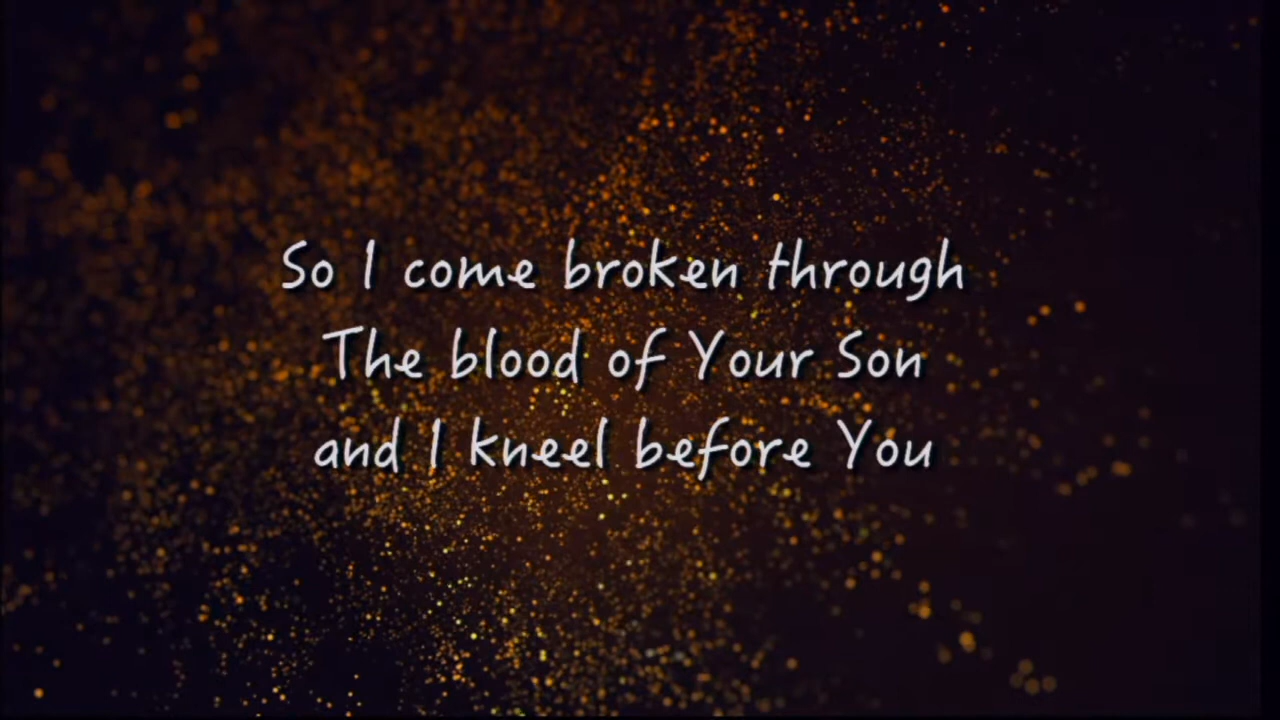 So I come broken through
The blood of Your Son
and I kneel before You